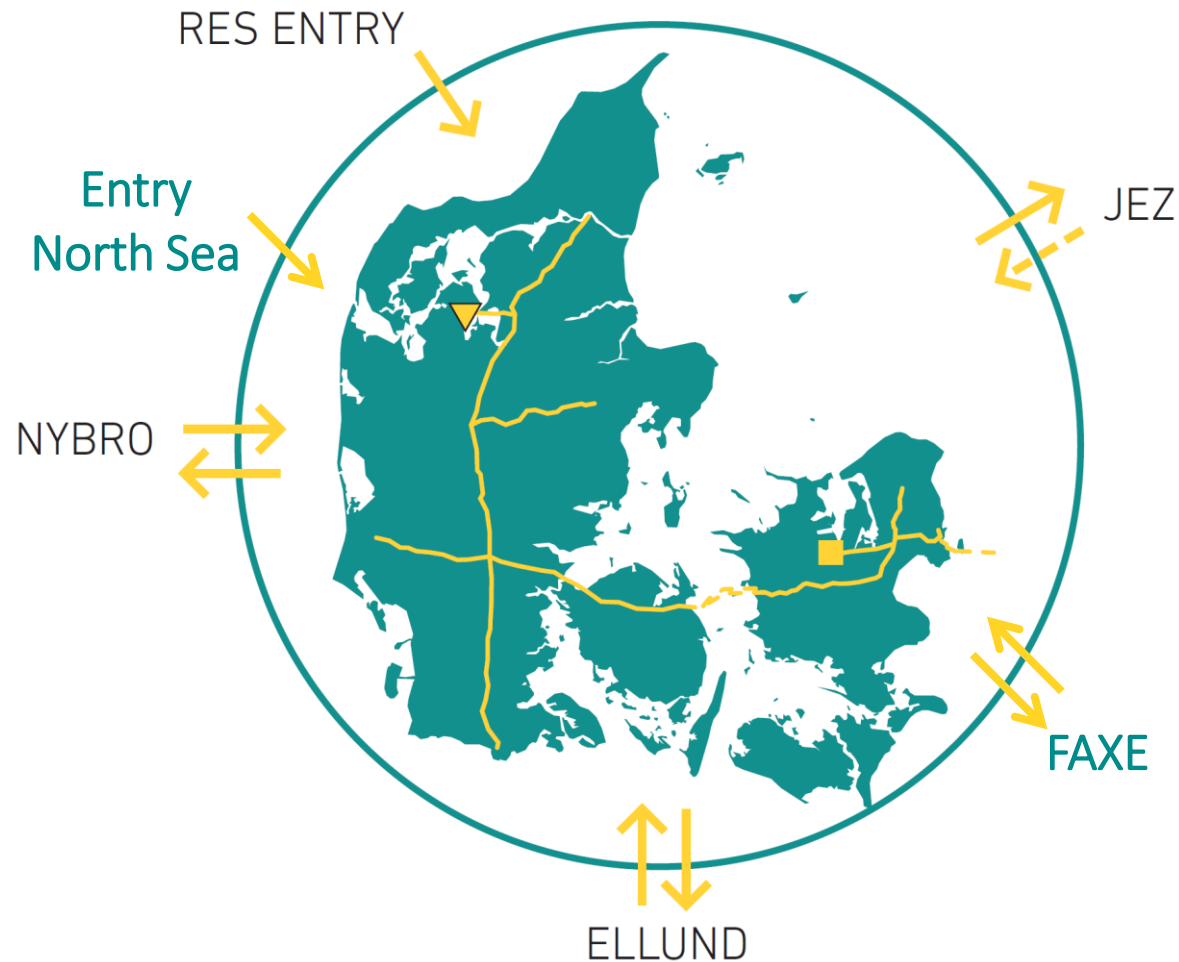 RES ENTRY
Entry
North Sea
JEZ
NYBRO
FAXE
ELLUND